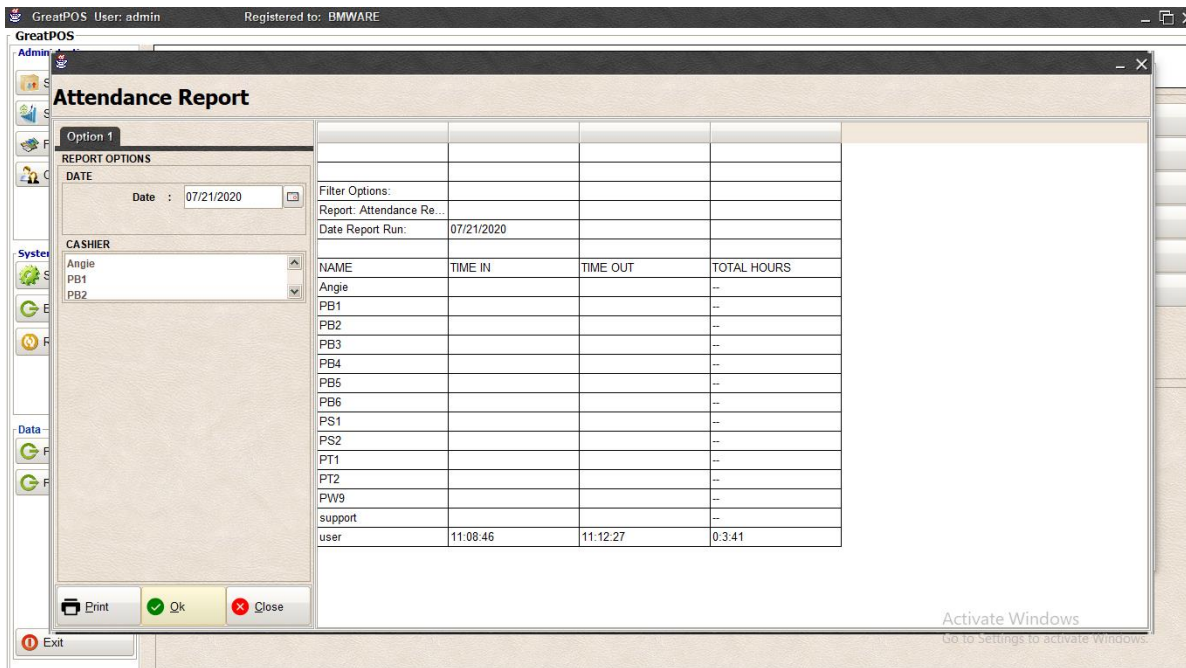 GreatPOS User: admin Registered to: BMWARE
GreatPOS
Attendance Report
Option 1
REPORT OPTIONS
DATE
Date : 07/21/2020
CASHIER
Angie
PB1
PB2
Filter Options:
Report: Attendance Re...
Date Report Run: 07/21/2020
NAME TIME IN TIME OUT TOTAL HOURS
Angie --
PB1 --
PB2 --
PB3 --
PB4 --
PB5 --
PB6 --
PS1 --
PS2 --
PT1 --
PT2 --
PW9 --
support --
user 11:08:46 11:12:27 0:3:41
Print Ok Close
Data
Exit
Activate Windows
Go to Settings to activate Windows.